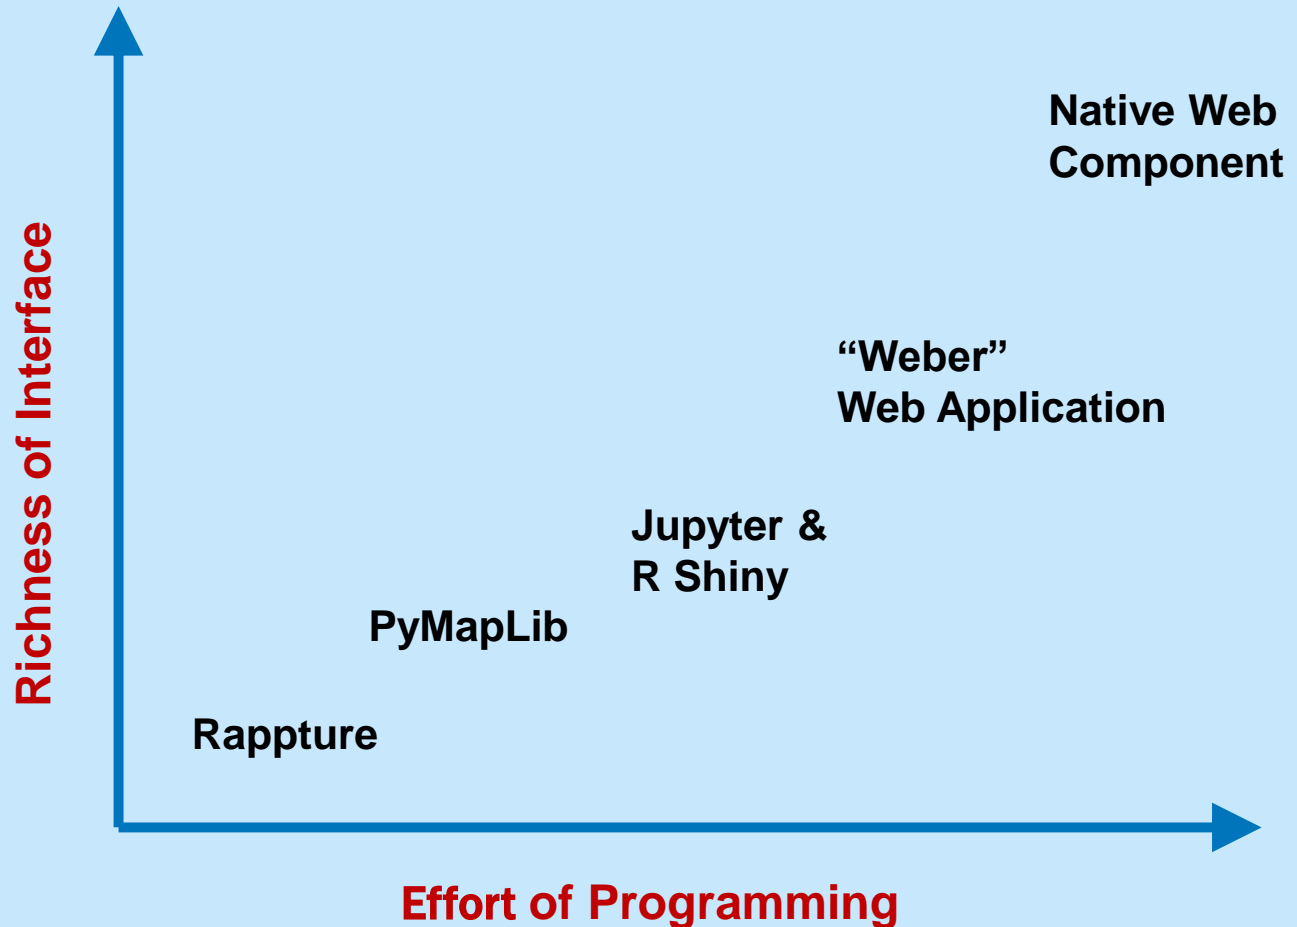 Native Web
Component
Richness of Interface
“Weber”
Web Application
Jupyter &
R Shiny
PyMapLib
Rappture
Effort of Programming